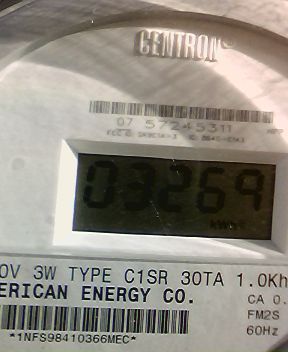 CENTRON®
07 57245311
03269
kWh
0V 3W TYPE C1SR 30TA 1.0Kh
ERICAN ENERGY CO.
CA 0.
FM2S
60Hz
*1NFS98410366MEC*